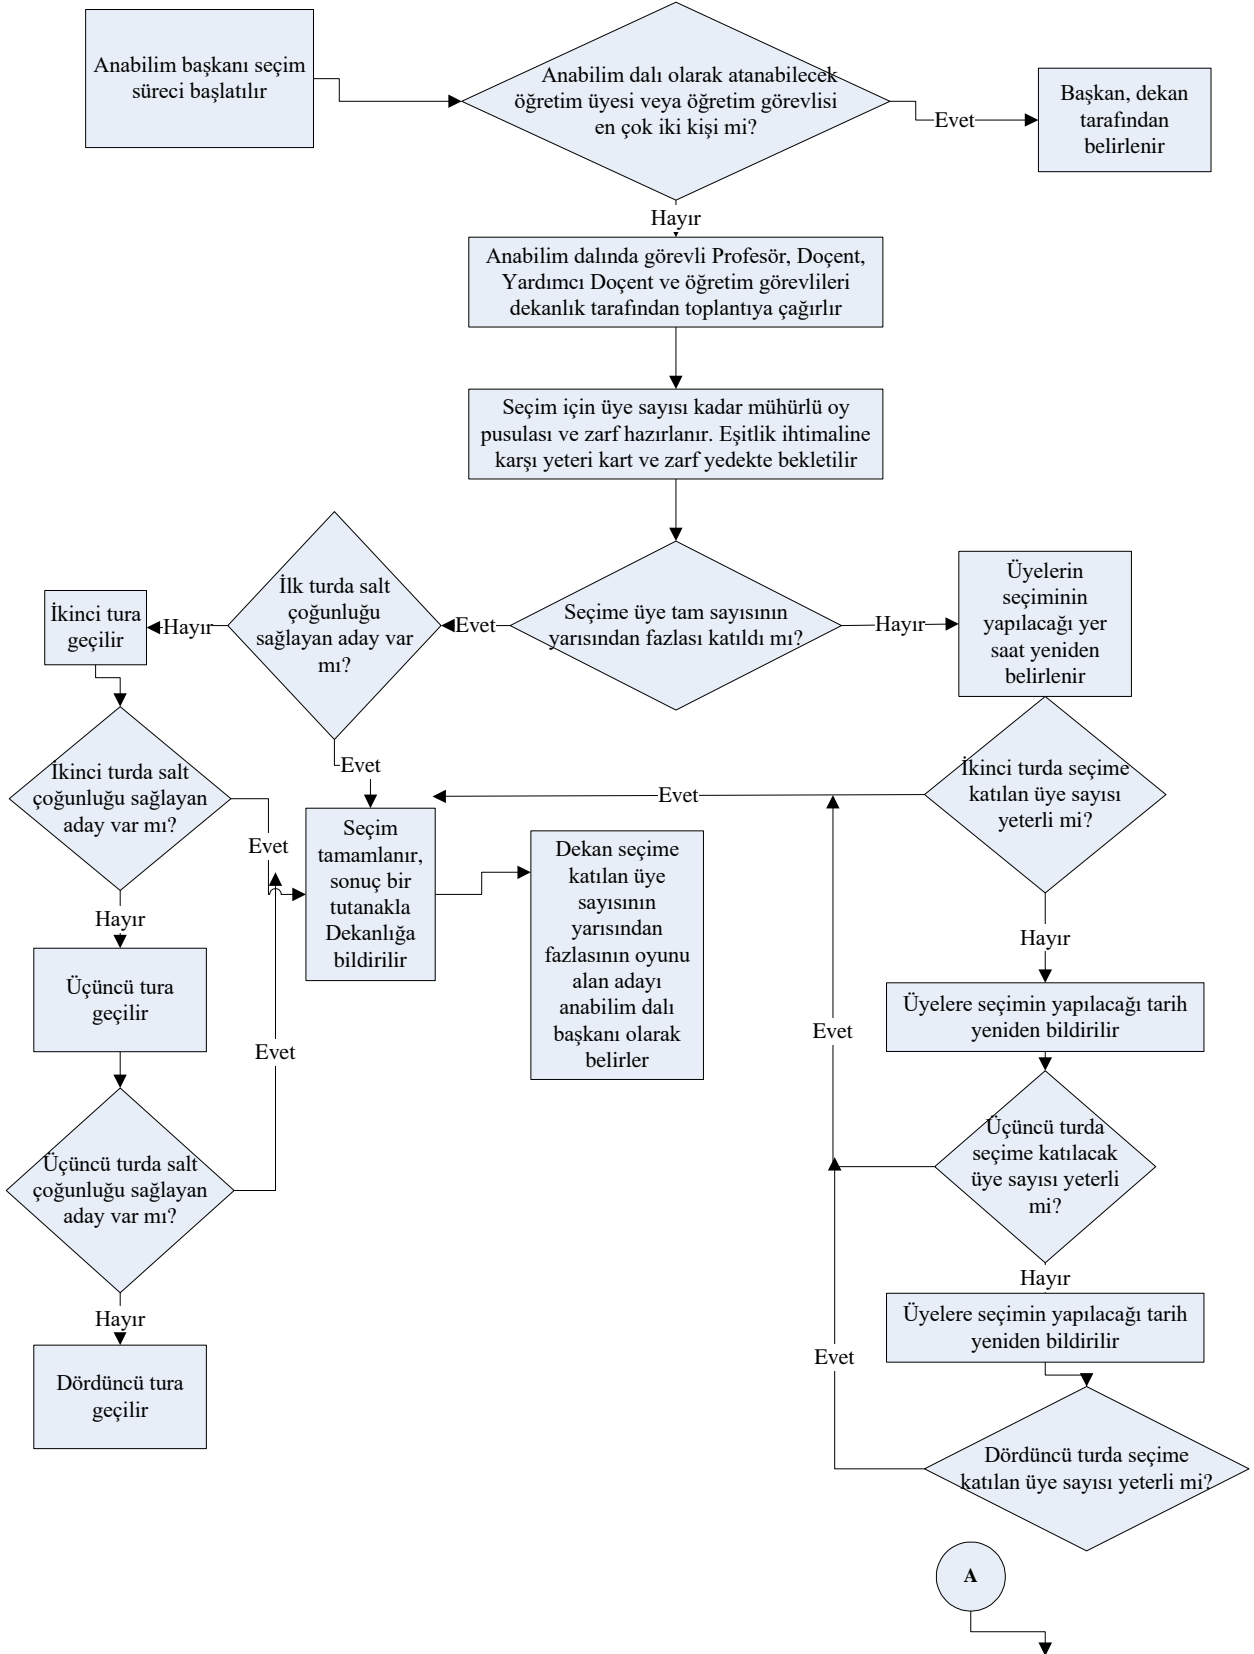 Anabilim başkanı seçim
süreci başlatılır
Anabilim dalı olarak atanabilecek
öğretim üyesi veya öğretim görevlisi
en çok iki kişi mi?
Evet
Başkan, dekan
tarafından
belirlenir
Hayır
Anabilim dalında görevli Profesör, Doçent,
Yardımcı Doçent ve öğretim görevlileri
dekanlık tarafından toplantıya çağırlır
Seçim için üye sayısı kadar mühürlü oy
pusulası ve zarf hazırlanır. Eşitlik ihtimaline
karşı yeteri kart ve zarf yedekte bekletilir
Seçime üye tam sayısının
yarısından fazlası katıldı mı?
Evet
İlk turda salt
çoğunluğu
sağlayan aday var
mı?
Hayır
İkinci tura
geçilir
Hayır
Üyelerin
seçiminin
yapılacağı yer
saat yeniden
belirlenir
Evet
İkinci turda salt
çoğunluğu sağlayan
aday var mı?
Evet
Seçim
tamamlanır,
sonuç bir
tutanakla
Dekanlığa
bildirilir
Dekan seçime
katılan üye
sayısının
yarısından
fazlasının oyunu
alan adayı
anabilim dalı
başkanı olarak
belirler
Evet
İkinci turda seçime
katılan üye sayısı
yeterli mi?
Hayır
Üçüncü tura
geçilir
Evet
Üçüncü turda salt
çoğunluğu sağlayan
aday var mı?
Hayır
Dördüncü tura
geçilir
Hayır
Üyelere seçimin yapılacağı tarih
yeniden bildirilir
Evet
Üçüncü turda
seçime katılacak
üye sayısı yeterli
mi?
Hayır
Üyelere seçimin yapılacağı tarih
yeniden bildirilir
Evet
Dördüncü turda seçime
katılan üye sayısı yeterli mi?
A